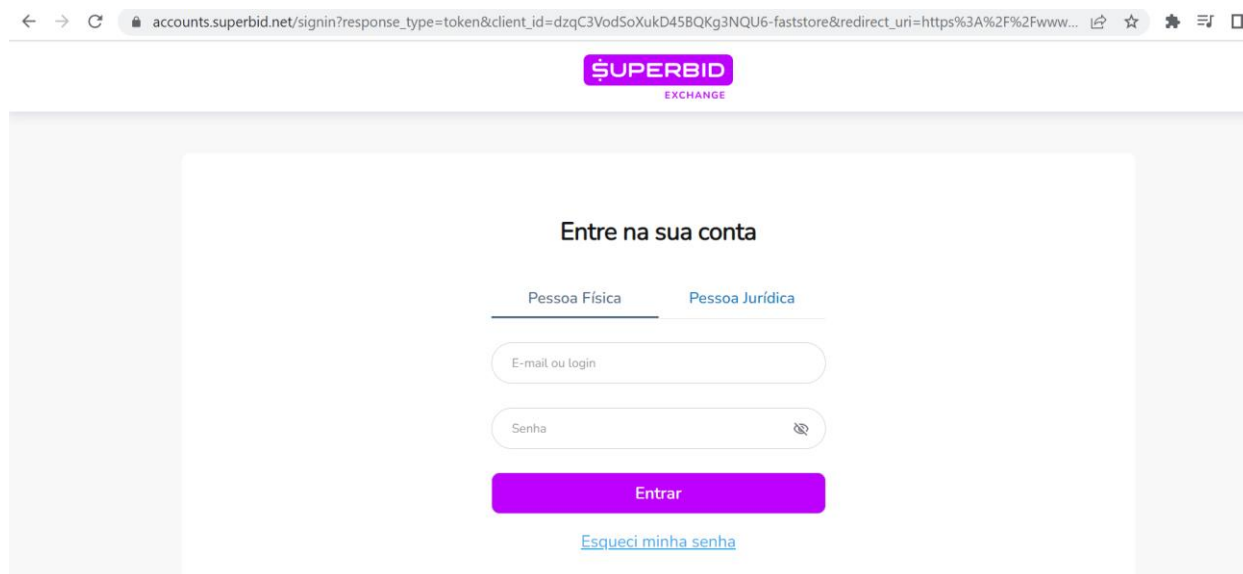 accounts.superbid.net/signin?response_type=token&client_id=dzqC3VodSoXukD45BQKg3NQU6-faststore&redirect_uri=https%3A%2F%2Fwww...
SUPERBID
EXCHANGE
Entre na sua conta
Pessoa Física Pessoa Jurídica
E-mail ou login
Senha
Entrar
Esqueci minha senha